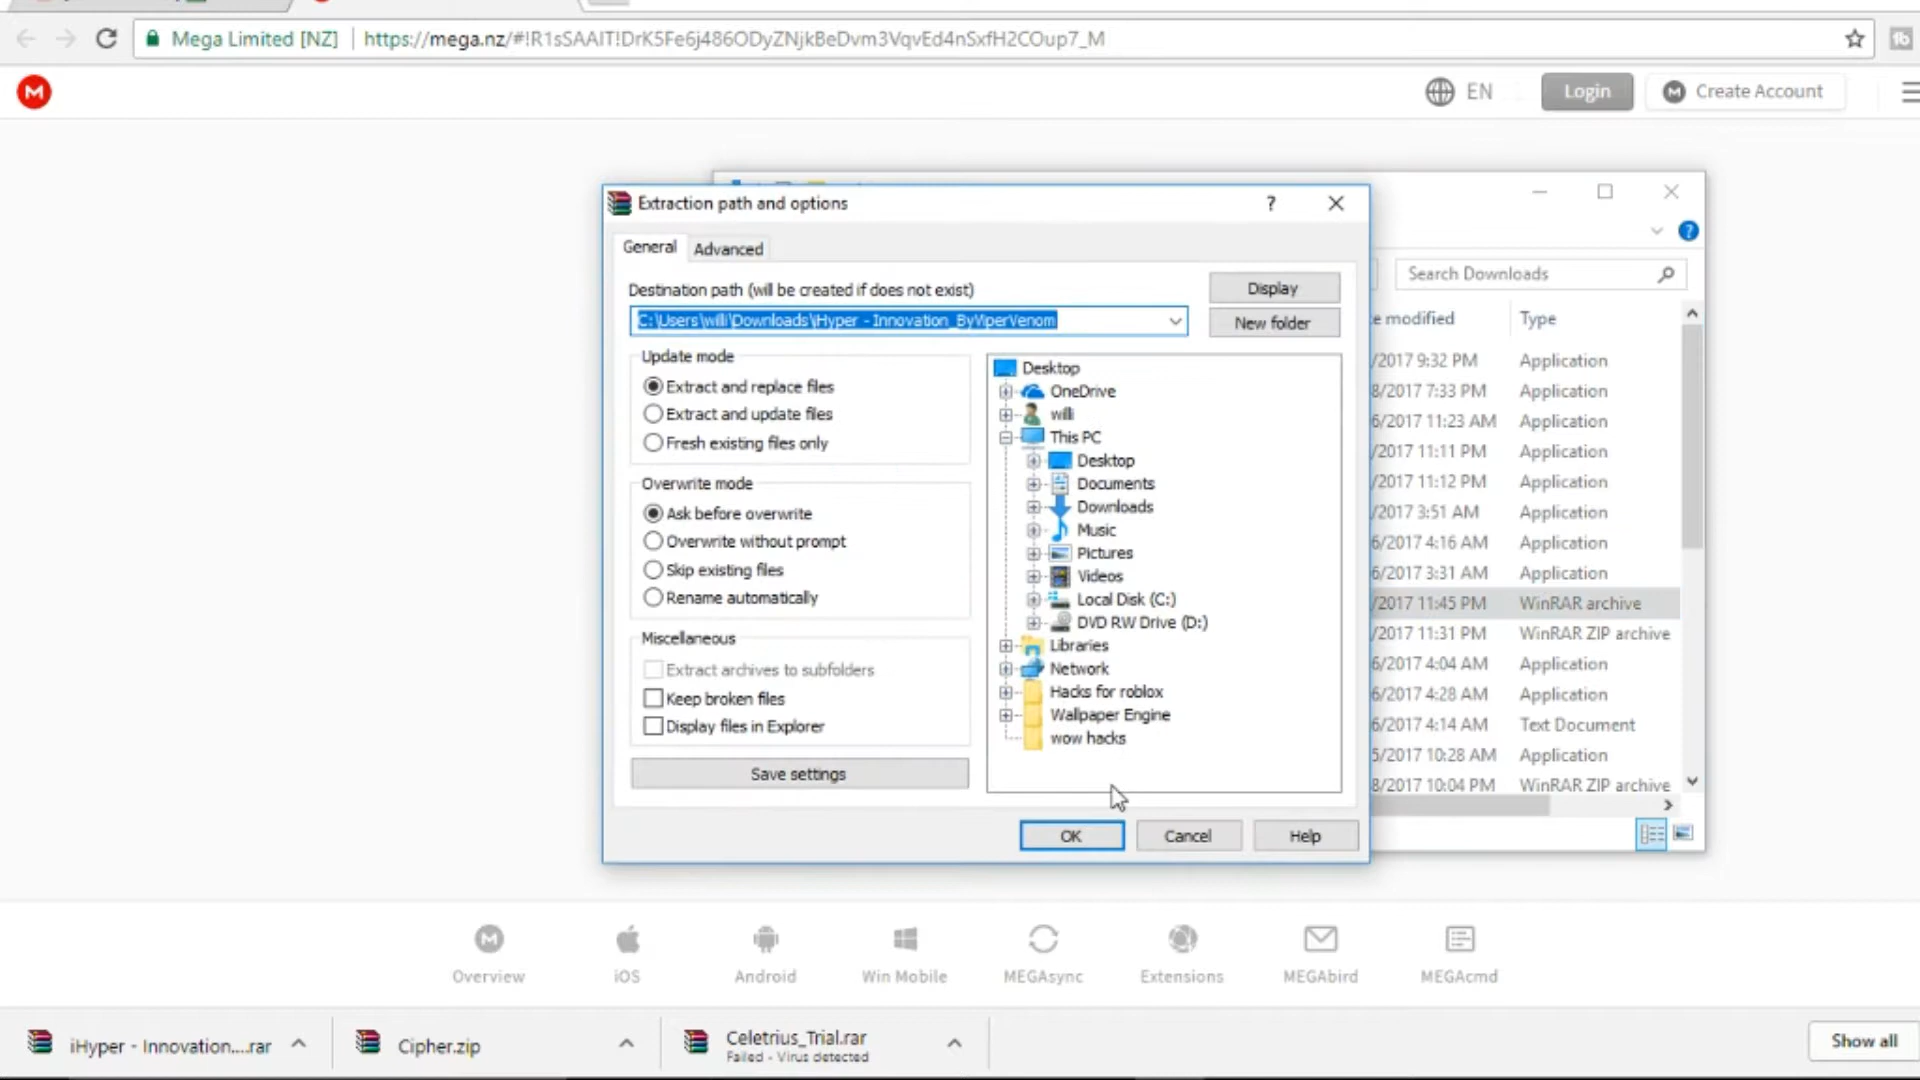 Mega Limited [NZ] https://mega.nz/#!R1sSAAIT!DrK5Fe6j486ODyZNjkBeDvm3VqvEd4nSxfH2COup7_M
EN Login Create Account
Extraction path and options
General Advanced
Destination path (will be created if does not exist) Display
C:\Users\willi\Downloads\iHyper - Innovation_ByViperVenom New folder
Update mode
Extract and replace files
Extract and update files
Fresh existing files only
Overwrite mode
Ask before overwrite
Overwrite without prompt
Skip existing files
Rename automatically
Miscellaneous
Extract archives to subfolders
Keep broken files
Display files in Explorer
Save settings
Desktop
OneDrive
willi
This PC
Desktop
Documents
Downloads
Music
Pictures
Videos
Local Disk (C:)
DVD RW Drive (D:)
Libraries
Network
Hacks for roblox
Wallpaper Engine
wow hacks
OK Cancel Help
Search Downloads
e modified Type
/2017 9:32 PM Application
8/2017 7:33 PM Application
6/2017 11:23 AM Application
/2017 11:11 PM Application
/2017 11:12 PM Application
/2017 3:51 AM Application
6/2017 4:16 AM Application
6/2017 3:31 AM Application
/2017 11:45 PM WinRAR archive
/2017 11:31 PM WinRAR ZIP archive
6/2017 4:04 AM Application
6/2017 4:28 AM Application
6/2017 4:14 AM Text Document
5/2017 10:28 AM Application
8/2017 10:04 PM WinRAR ZIP archive
Overview iOS Android Win Mobile MEGAsync Extensions MEGAbird MEGAcmd
iHyper - Innovation....rar Cipher.zip Celetrius_Trial.rar
Failed - Virus detected
Show all